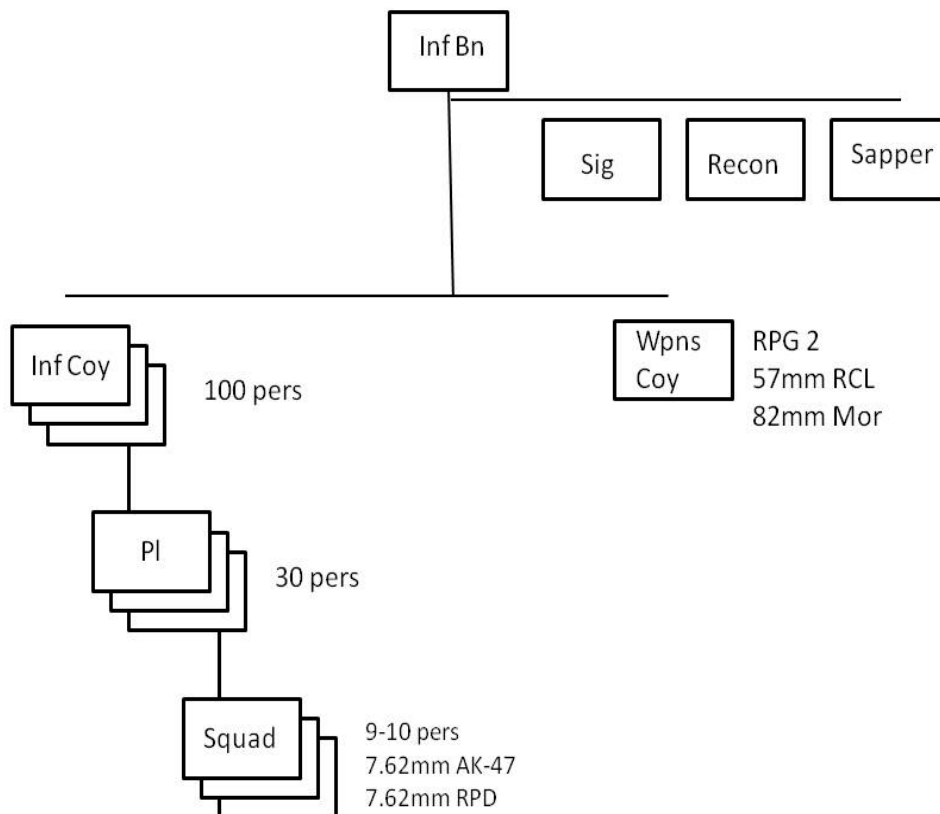 Inf Bn
Sig
Recon
Sapper
Inf Coy
100 pers
Wpns
Coy
RPG 2
57mm RCL
82mm Mor
Pl
30 pers
Squad
9-10 pers
7.62mm AK-47
7.62mm RPD